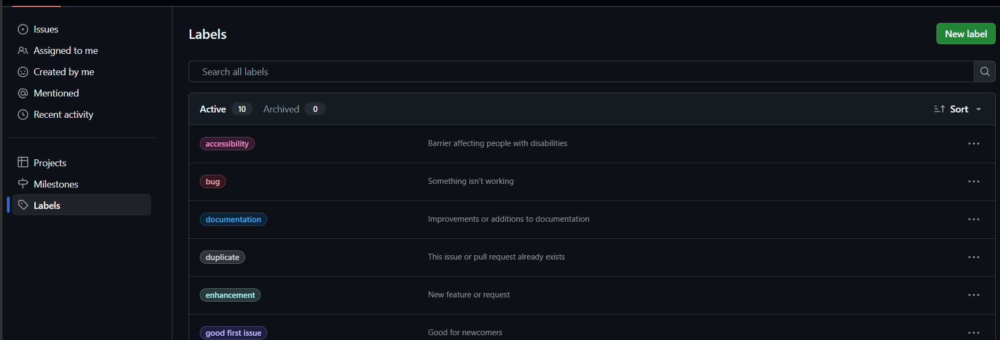 Issues
Assigned to me
Created by me
Mentioned
Recent activity
Projects
Milestones
Labels
Labels
New label
Search all labels
Active 10 Archived 0 Sort
accessibility Barrier affecting people with disabilities
bug Something isn't working
documentation Improvements or additions to documentation
duplicate This issue or pull request already exists
enhancement New feature or request
good first issue Good for newcomers